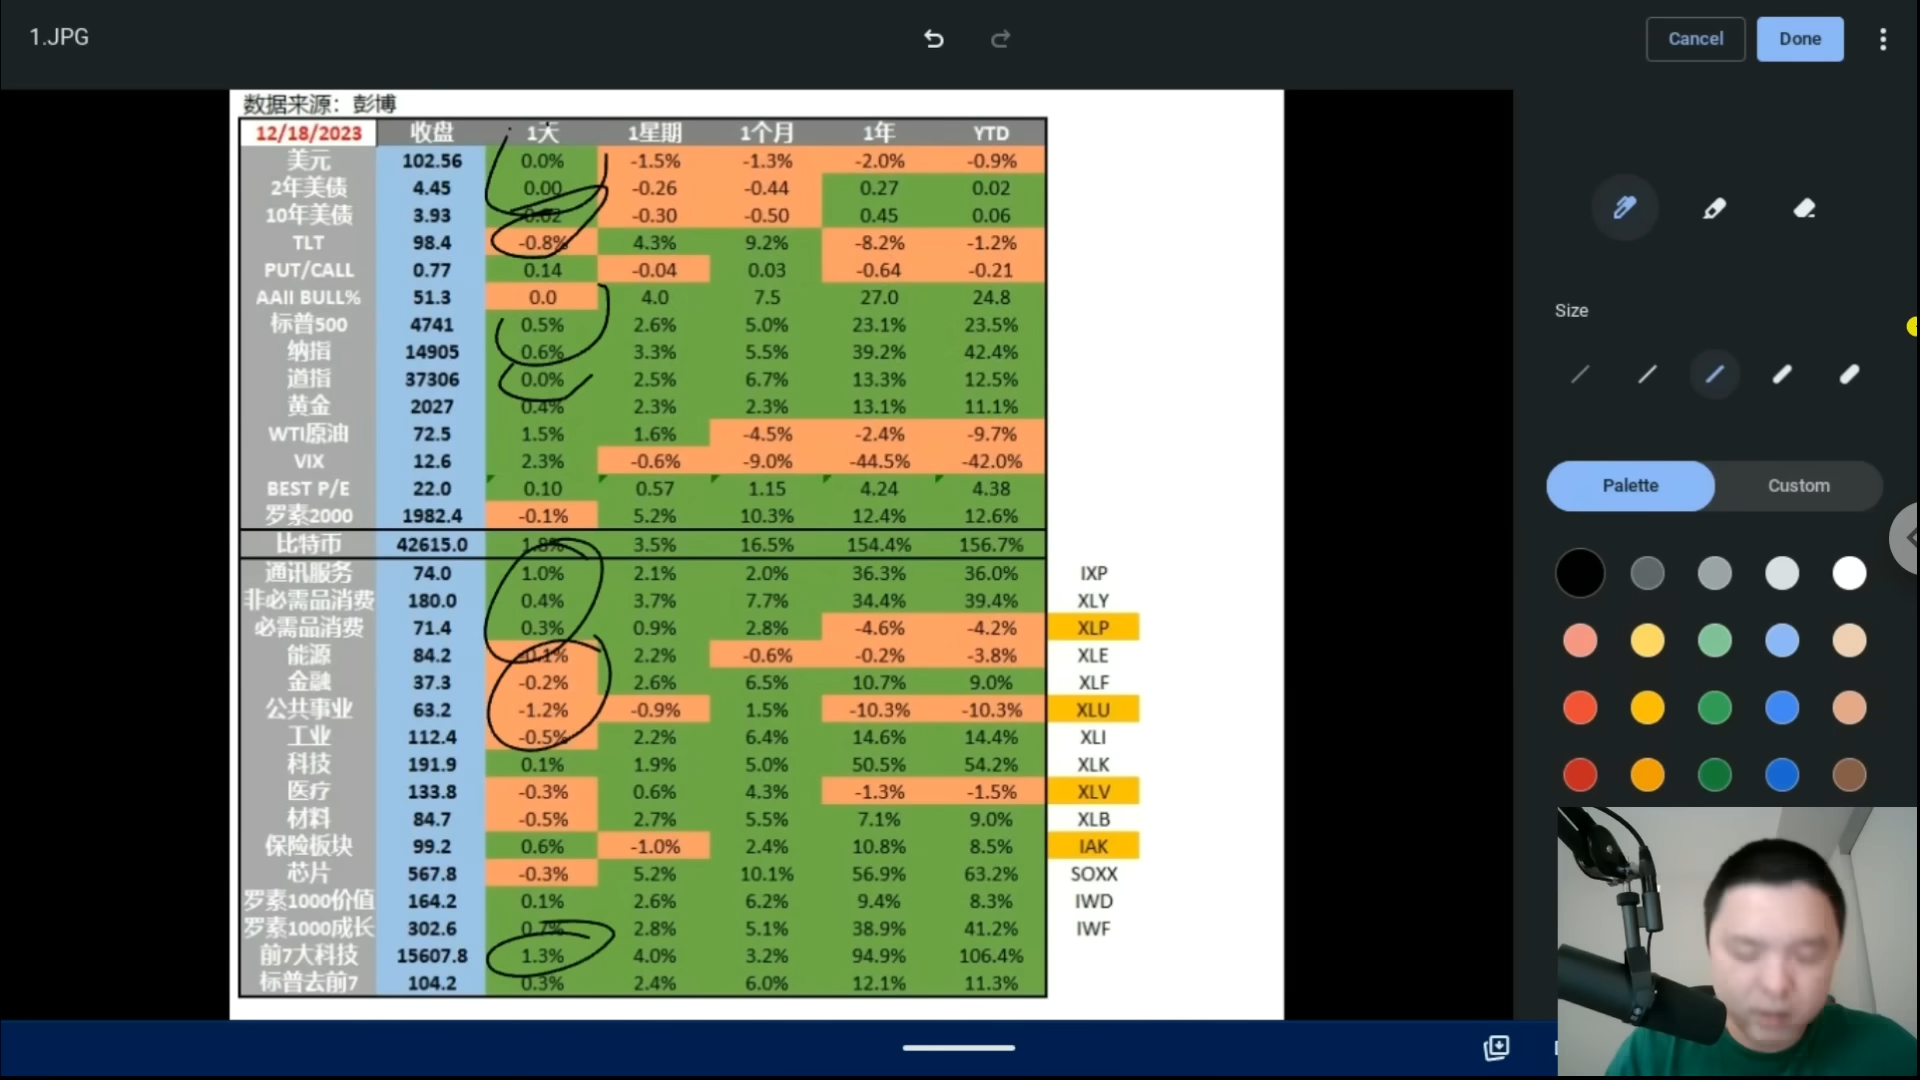 1.JPG
Cancel
Done
数据来源：彭博
12/18/2023 收盘 1天 1星期 1个月 1年 YTD
美元 102.56 0.0% -1.5% -1.3% -2.0% -0.9%
2年美债 4.45 0.00 -0.26 -0.44 0.27 0.02
10年美债 3.93 0.02 -0.30 -0.50 0.45 0.06
TLT 98.4 -0.8% 4.3% 9.2% -8.2% -1.2%
PUT/CALL 0.77 0.14 -0.04 0.03 -0.64 -0.21
AAII BULL% 51.3 0.0 4.0 7.5 27.0 24.8
标普500 4741 0.5% 2.6% 5.0% 23.1% 23.5%
纳指 14905 0.6% 3.3% 5.5% 39.2% 42.4%
道指 37306 0.0% 2.5% 6.7% 13.3% 12.5%
黄金 2027 0.4% 2.3% 2.3% 13.1% 11.1%
WTI原油 72.5 1.5% 1.6% -4.5% -2.4% -9.7%
VIX 12.6 2.3% -0.6% -9.0% -44.5% -42.0%
BEST P/E 22.0 0.10 0.57 1.15 4.24 4.38
罗素2000 1982.4 -0.1% 5.2% 10.3% 12.4% 12.6%
比特币 42615.0 1.8% 3.5% 16.5% 154.4% 156.7%
通讯服务 74.0 1.0% 2.1% 2.0% 36.3% 36.0% IXP
非必需品消费 180.0 0.4% 3.7% 7.7% 34.4% 39.4% XLY
必需品消费 71.4 0.3% 0.9% 2.8% -4.6% -4.2% XLP
能源 84.2 -0.1% 2.2% -0.6% -0.2% -3.8% XLE
金融 37.3 -0.2% 2.6% 6.5% 10.7% 9.0% XLF
公共事业 63.2 -1.2% -0.9% 1.5% -10.3% -10.3% XLU
工业 112.4 -0.5% 2.2% 6.4% 14.6% 14.4% XLI
科技 191.9 0.1% 1.9% 5.0% 50.5% 54.2% XLK
医疗 133.8 -0.3% 0.6% 4.3% -1.3% -1.5% XLV
材料 84.7 -0.5% 2.7% 5.5% 7.1% 9.0% XLB
保险板块 99.2 0.6% -1.0% 2.4% 10.8% 8.5% IAK
芯片 567.8 -0.3% 5.2% 10.1% 56.9% 63.2% SOXX
罗素1000价值 164.2 0.1% 2.6% 6.2% 9.4% 8.3% IWD
罗素1000成长 302.6 0.7% 2.8% 5.1% 38.9% 41.2% IWF
前7大科技 15607.8 1.3% 4.0% 3.2% 94.9% 106.4%
标普去前7 104.2 0.3% 2.4% 6.0% 12.1% 11.3%
Size
Palette
Custom